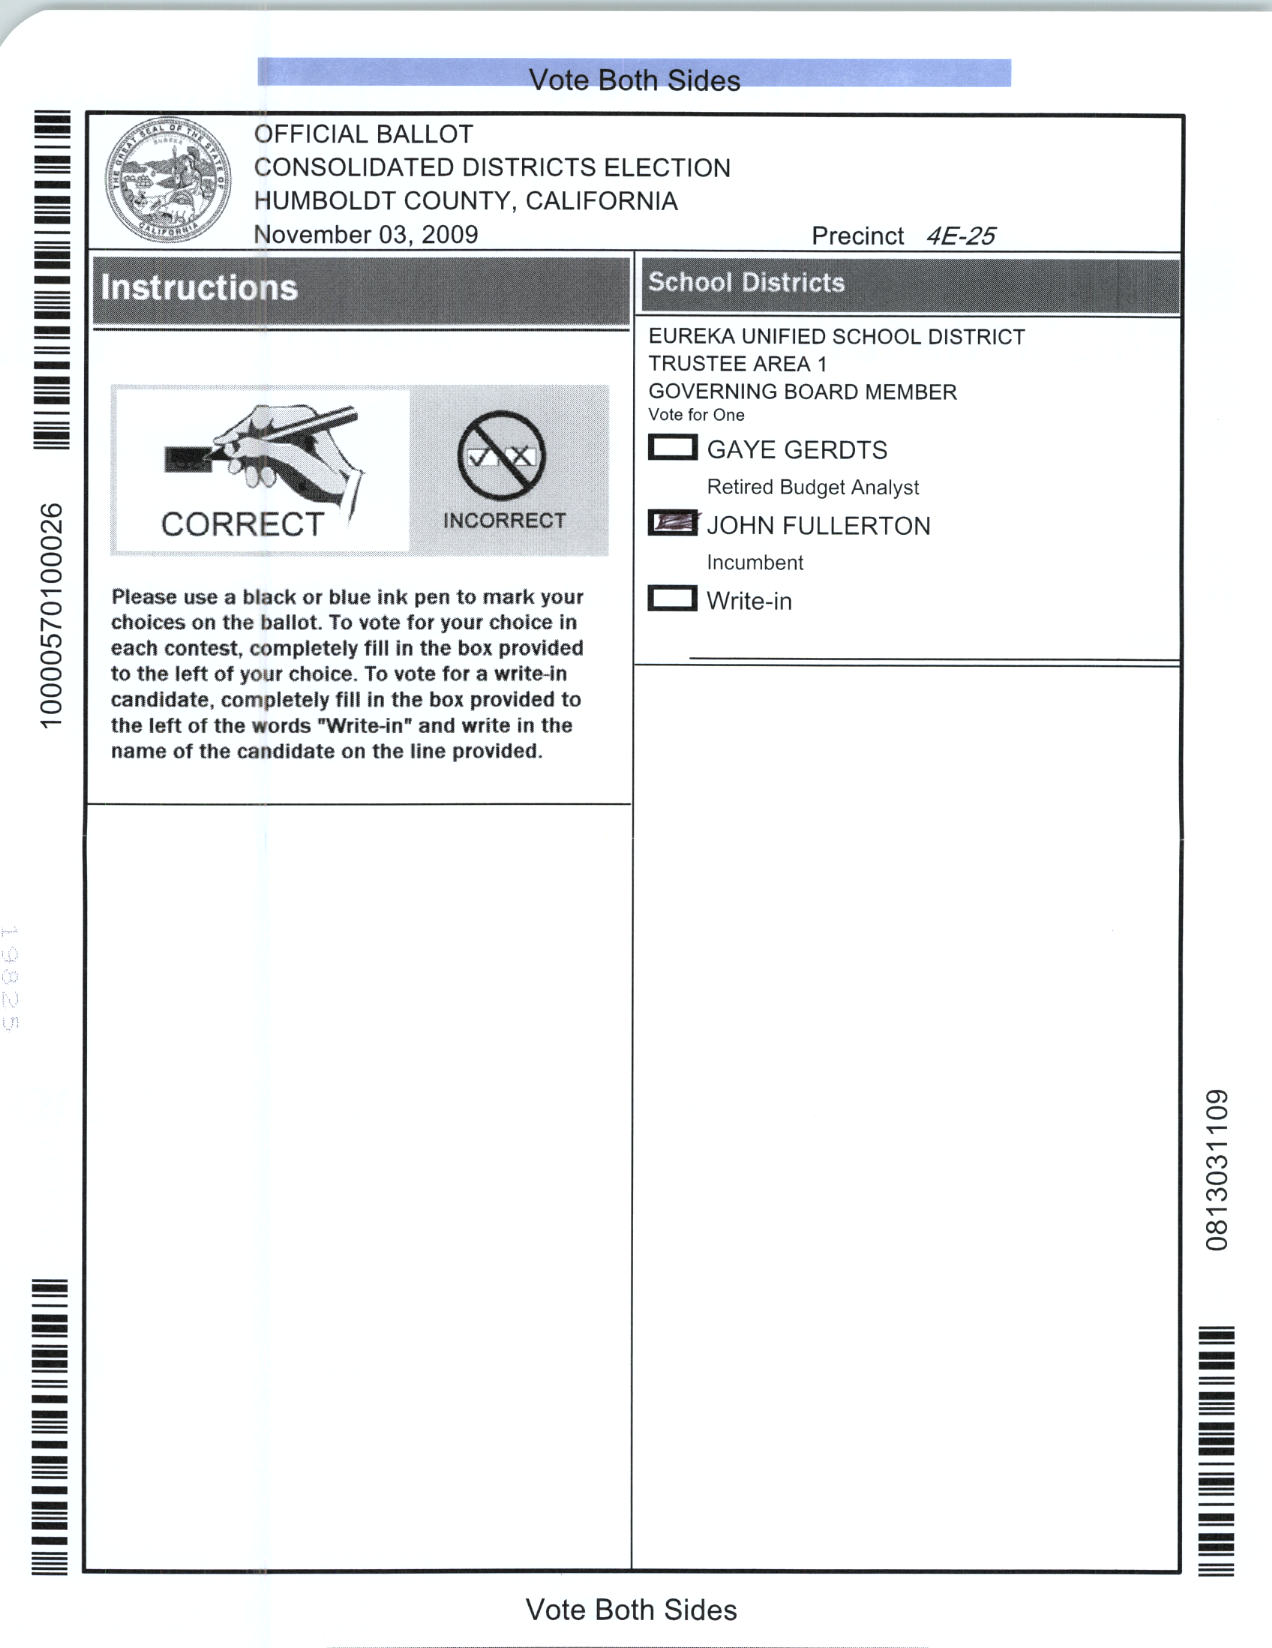 Vote Both Sides
OFFICIAL BALLOT
CONSOLIDATED DISTRICTS ELECTION
HUMBOLDT COUNTY, CALIFORNIA
November 03, 2009
Precinct 4E-25
THE GREAT SEAL OF THE STATE OF CALIFORNIA
EUREKA
Instructions
CORRECT
INCORRECT
Please use a black or blue ink pen to mark your
choices on the ballot. To vote for your choice in
each contest, completely fill in the box provided
to the left of your choice. To vote for a write-in
candidate, completely fill in the box provided to
the left of the words "Write-in" and write in the
name of the candidate on the line provided.
School Districts
EUREKA UNIFIED SCHOOL DISTRICT
TRUSTEE AREA 1
GOVERNING BOARD MEMBER
Vote for One
GAYE GERDTS
Retired Budget Analyst
JOHN FULLERTON
Incumbent
Write-in
10000570100026
19825
0813031109
Vote Both Sides